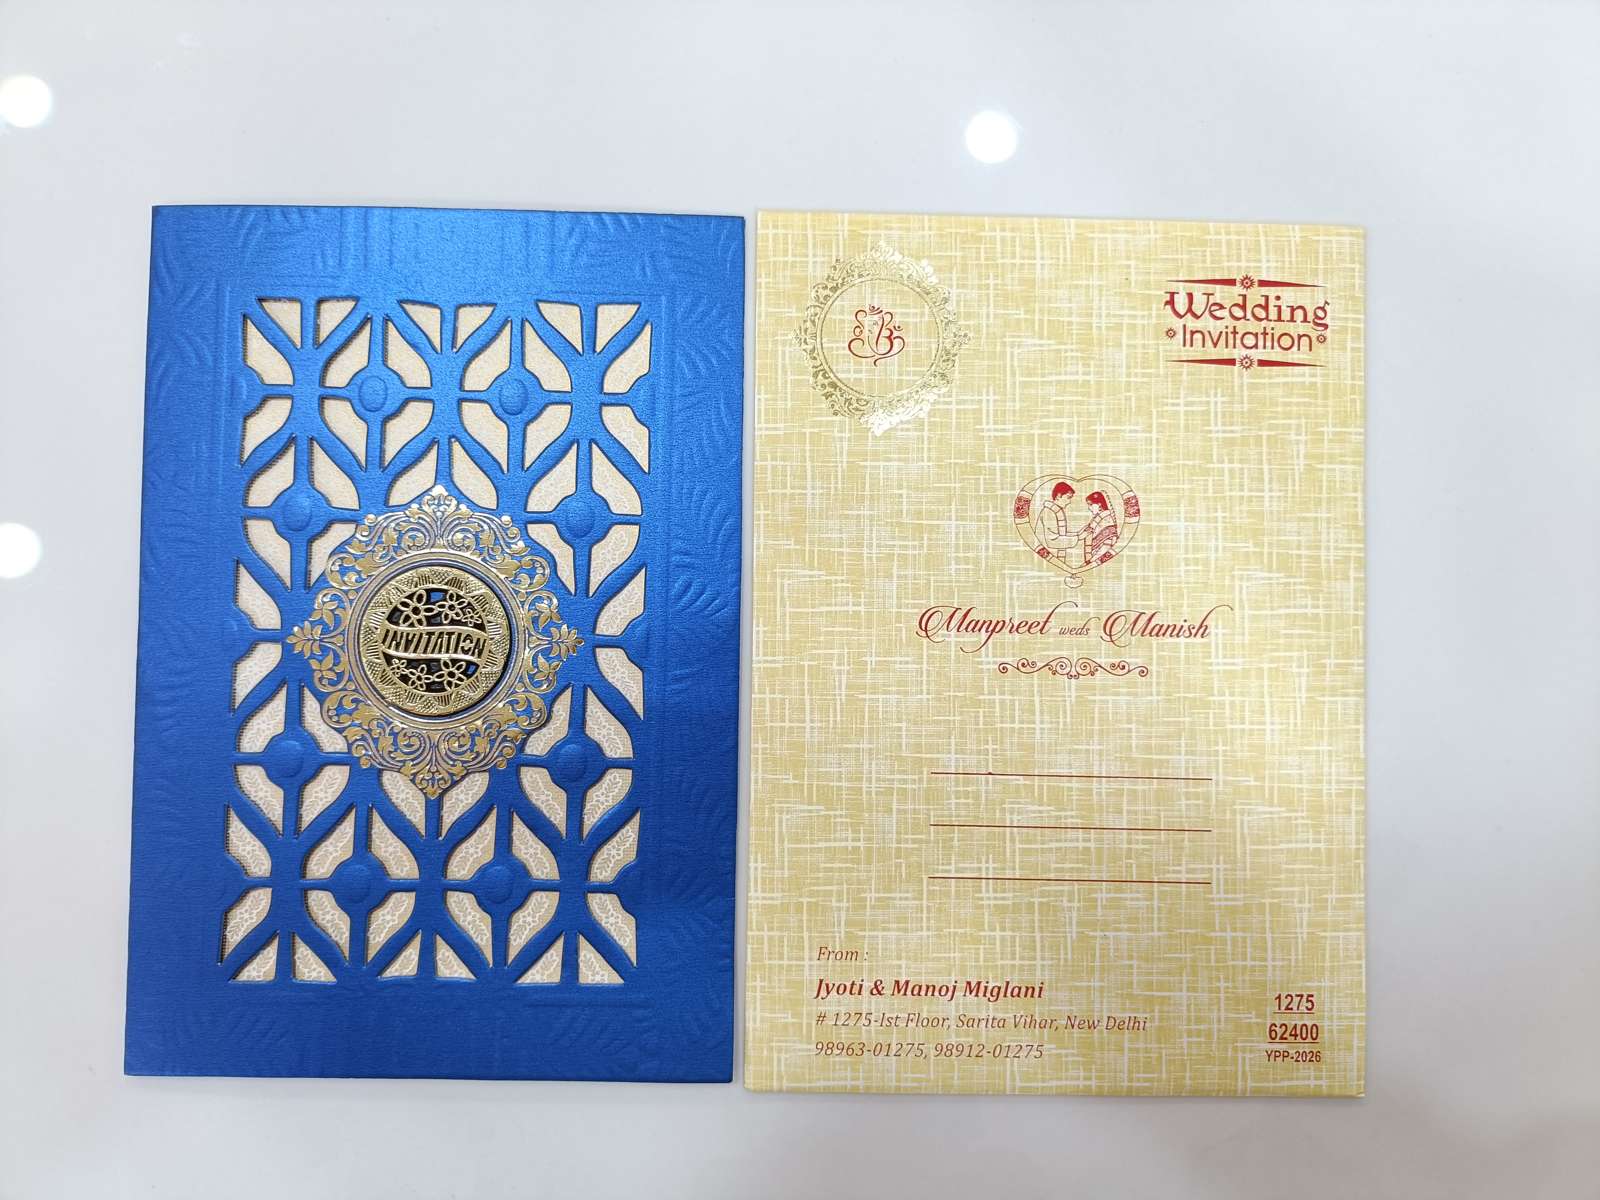 INVITATION
Wedding
Invitation
Manpreet weds Manish
From :
Jyoti & Manoj Miglani
# 1275-Ist Floor, Sarita Vihar, New Delhi
98963-01275, 98912-01275
1275
62400
YPP-2026